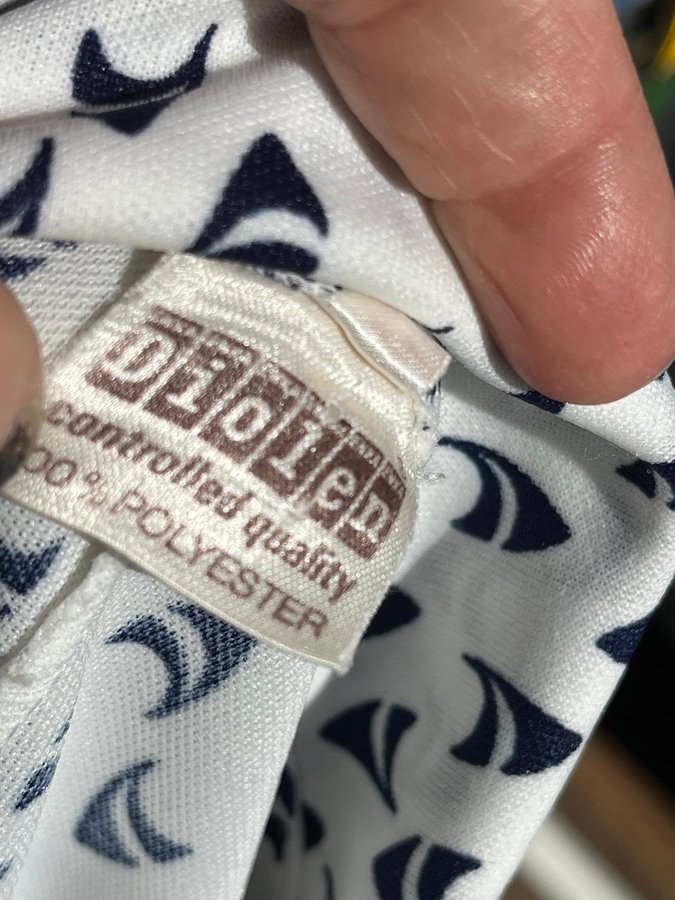 Diolen
controlled quality
00% POLYESTER